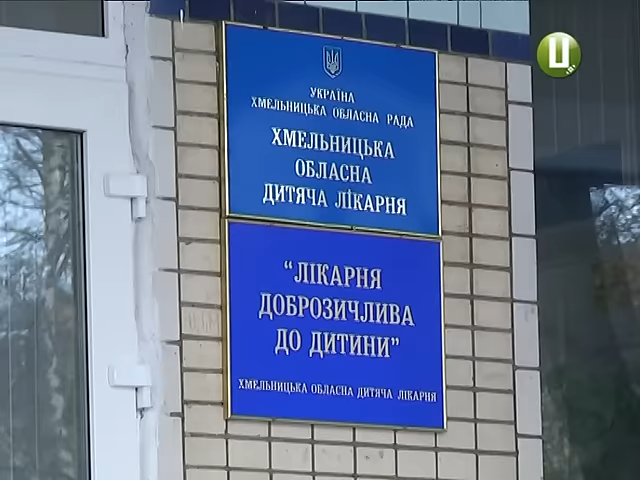 УКРАЇНА
ХМЕЛЬНИЦЬКА ОБЛАСНА РАДА
ХМЕЛЬНИЦЬКА
ОБЛАСНА
ДИТЯЧА ЛІКАРНЯ
“ЛІКАРНЯ
ДОБРОЗИЧЛИВА
ДО ДИТИНИ”
ХМЕЛЬНИЦЬКА ОБЛАСНА ДИТЯЧА ЛІКАРНЯ
Ц